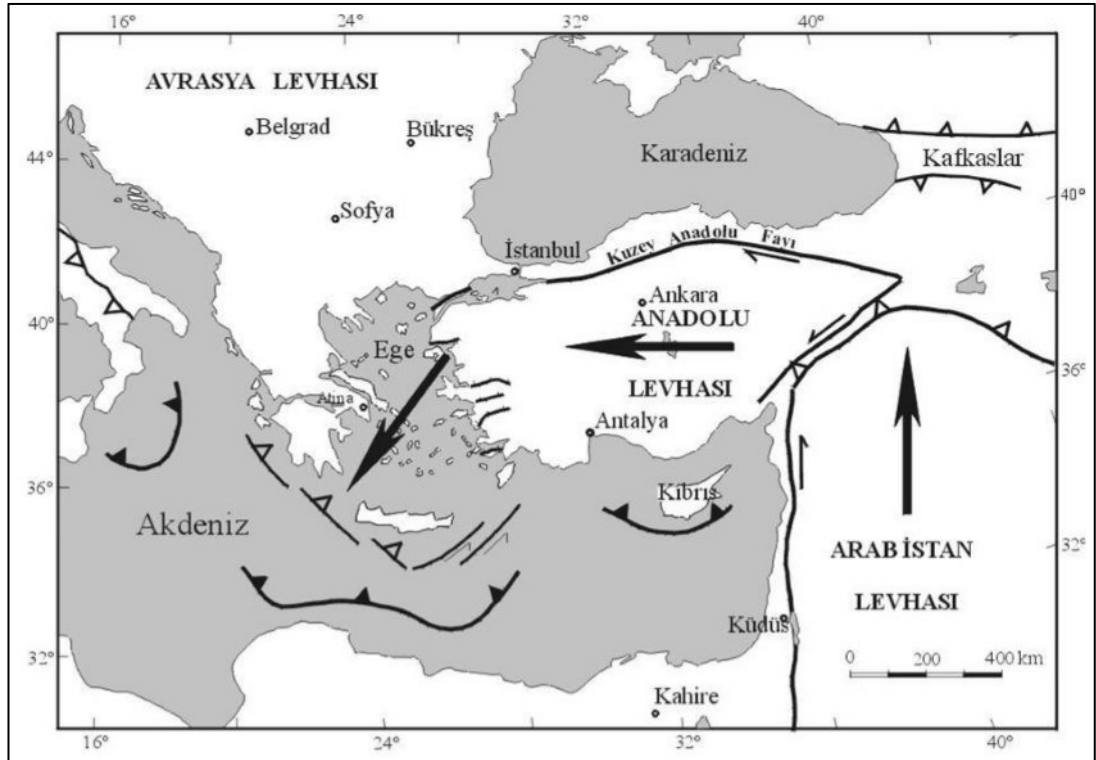 16°
24°
32°
40°
AVRASYA LEVHASI
Belgrad
Bükreş
Karadeniz
Kafkaslar
44°
40°
Sofya
İstanbul
Kuzey Anadolu Fayı
Ankara
ANADOLU
40°
Ege
36°
LEVHASI
Atina
Antalya
36°
Kıbrıs
Akdeniz
ARABİSTAN
32°
LEVHASI
Küdüs
0 200 400 km
32°
Kahire
16°
24°
32°
40°